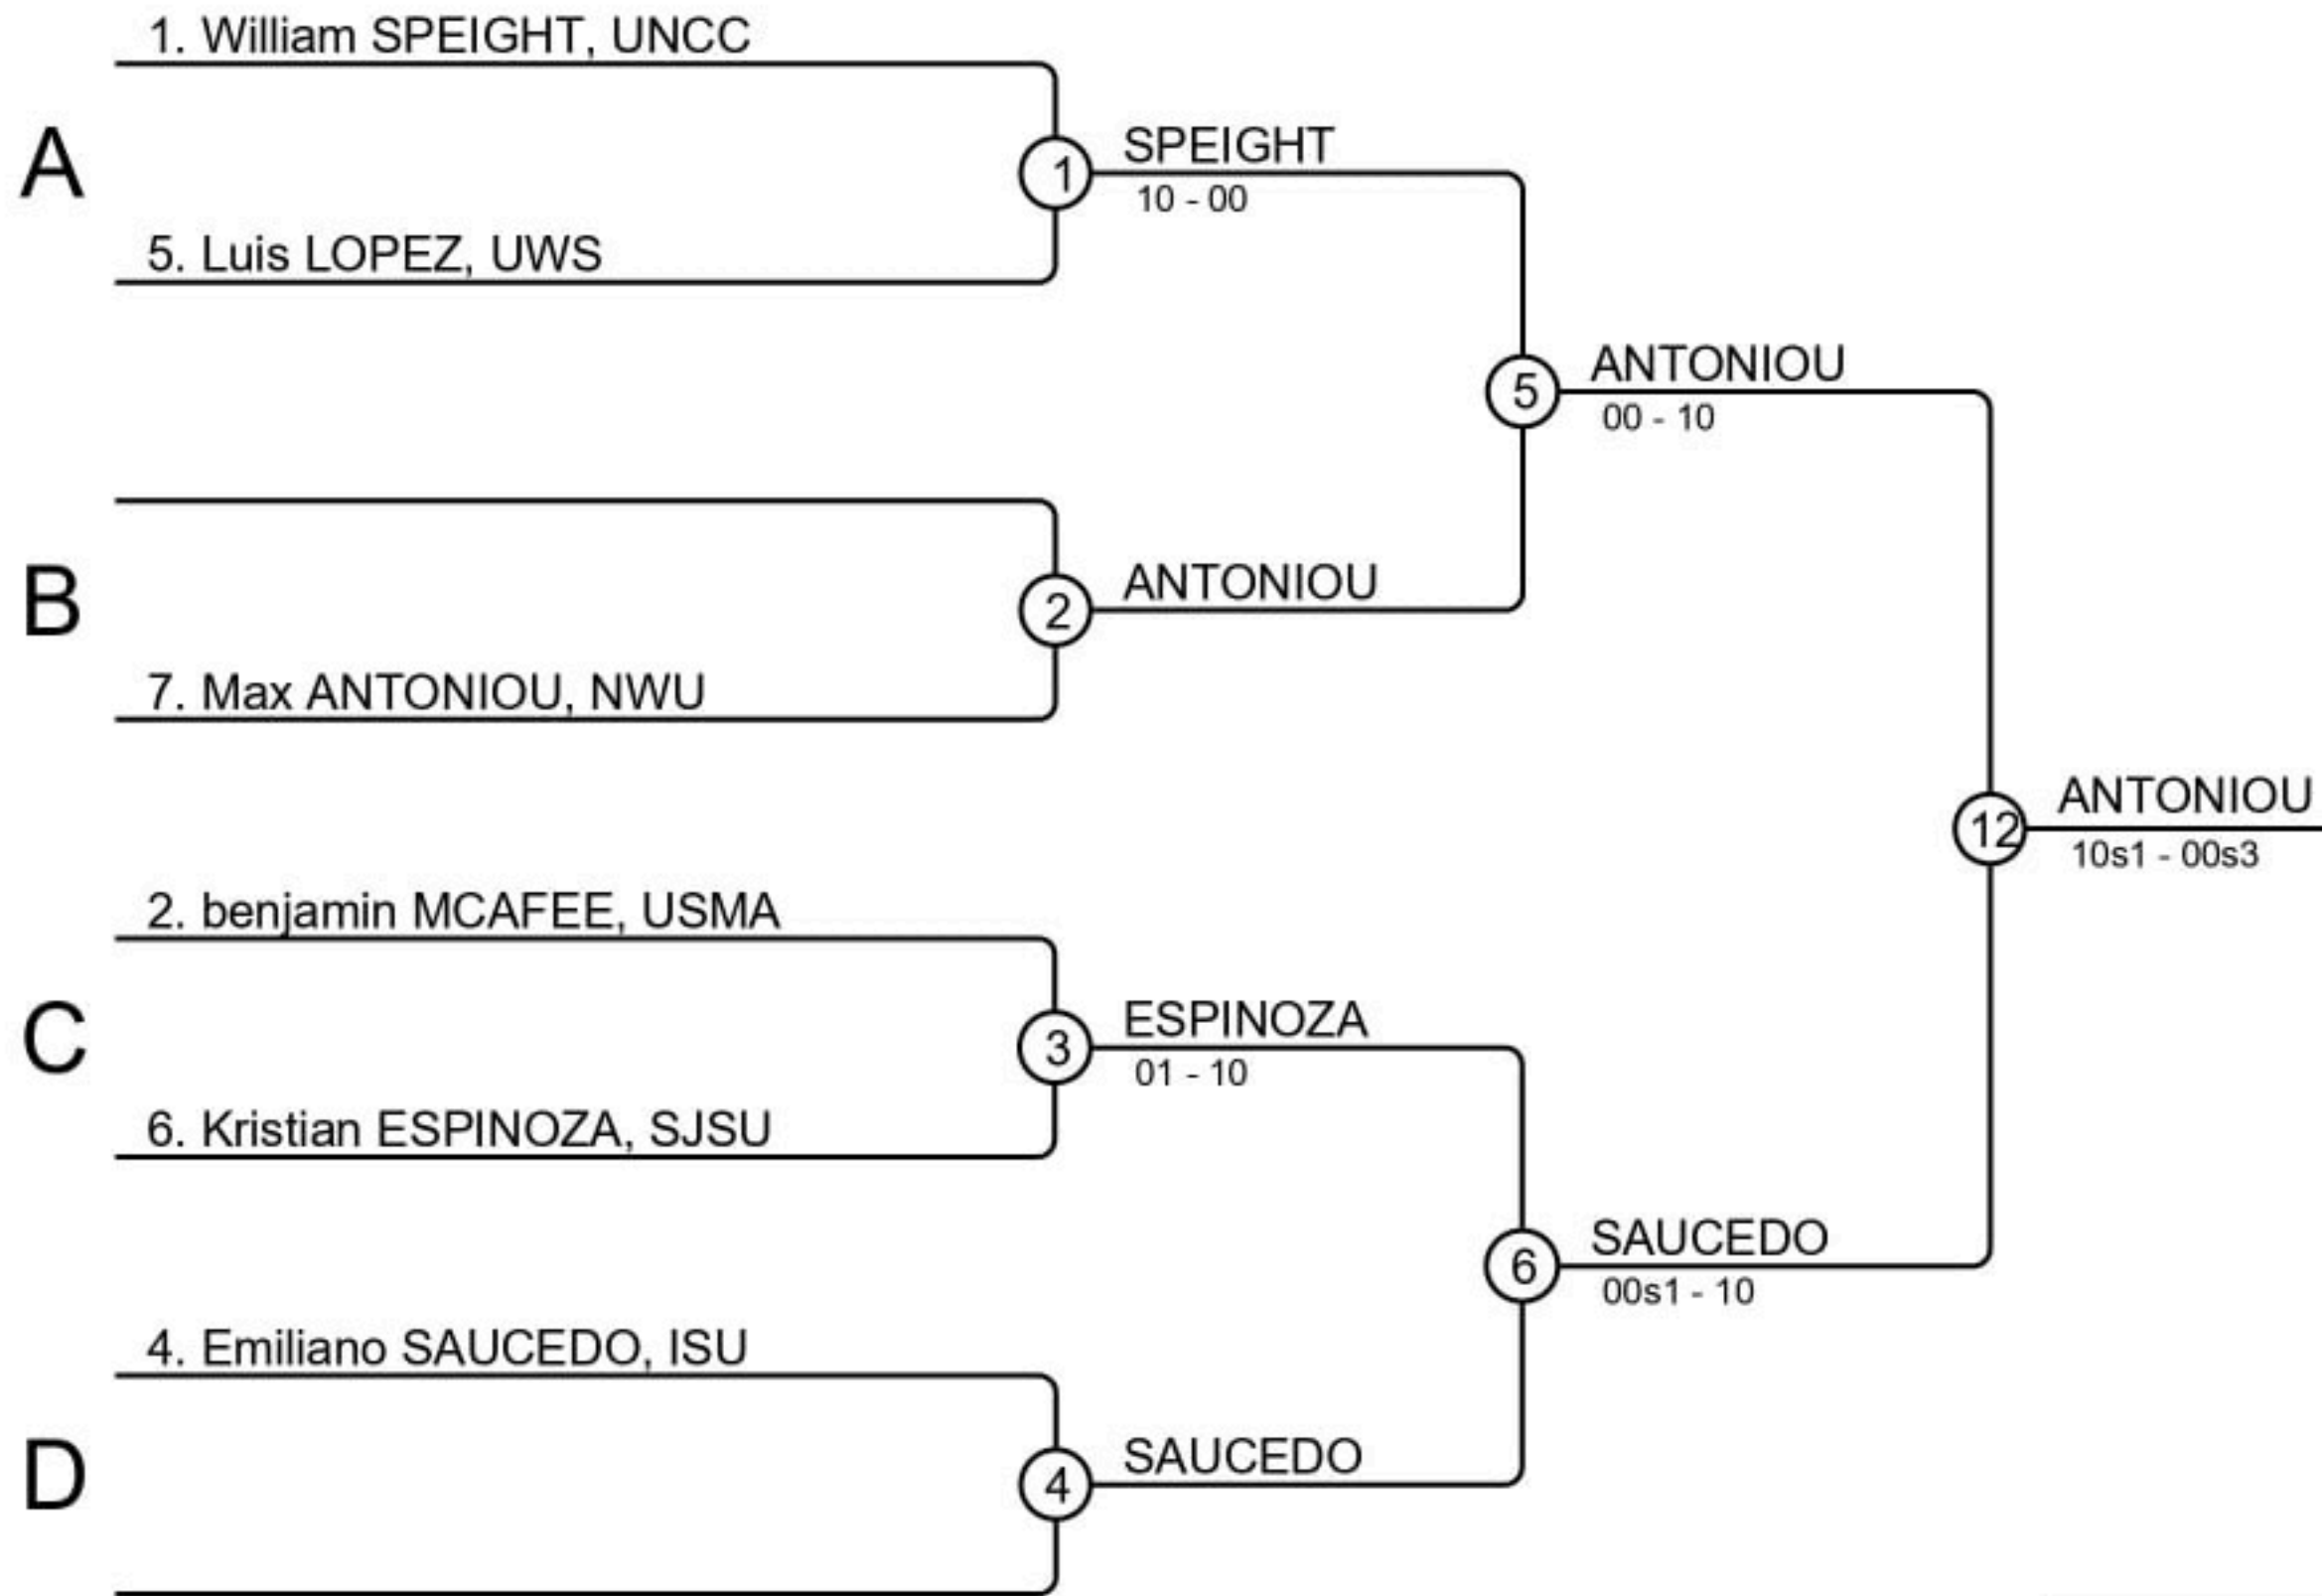 1. William SPEIGHT, UNCC
A
1
SPEIGHT
10 - 00
5. Luis LOPEZ, UWS
5
ANTONIOU
00 - 10
B
2
ANTONIOU
7. Max ANTONIOU, NWU
12
ANTONIOU
10s1 - 00s3
2. benjamin MCAFEE, USMA
C
3
ESPINOZA
01 - 10
6. Kristian ESPINOZA, SJSU
6
SAUCEDO
00s1 - 10
4. Emiliano SAUCEDO, ISU
D
4
SAUCEDO